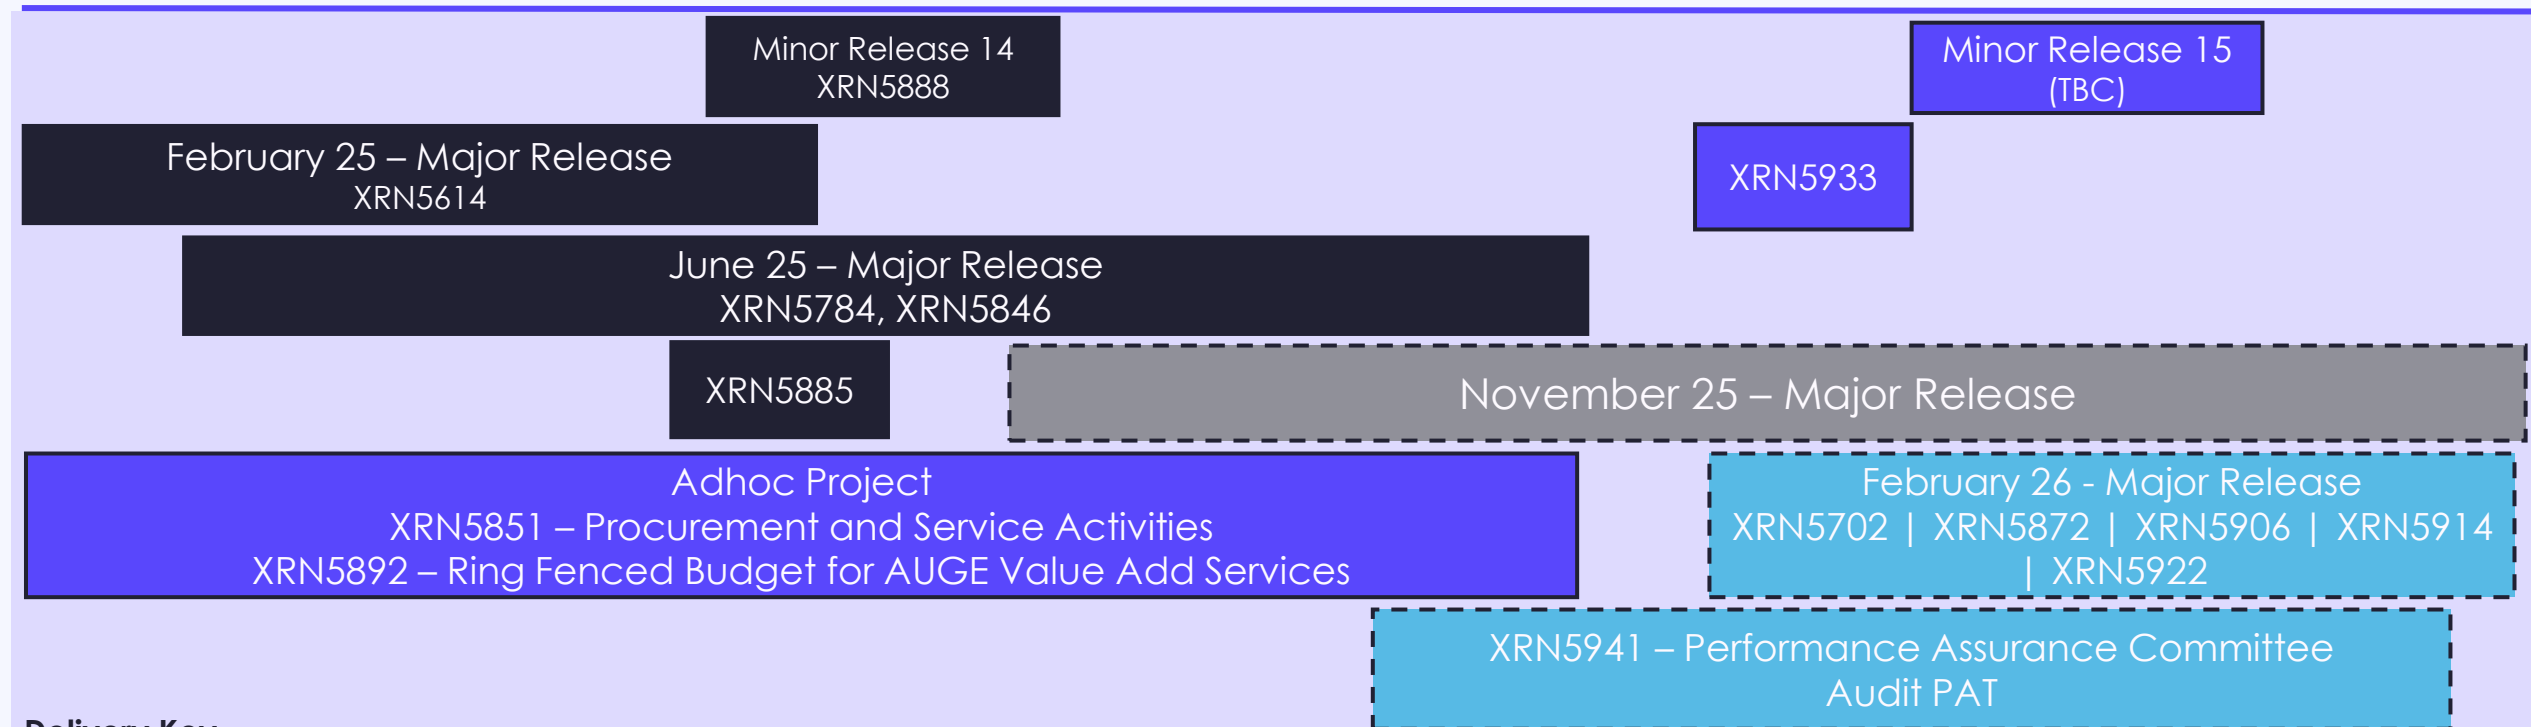 Minor Release 14
XRN5888
Minor Release 15
(TBC)
February 25 – Major Release
XRN5614
XRN5933
June 25 – Major Release
XRN5784, XRN5846
XRN5885
November 25 – Major Release
Adhoc Project
XRN5851 – Procurement and Service Activities
XRN5892 – Ring Fenced Budget for AUGE Value Add Services
February 26 - Major Release
XRN5702 | XRN5872 | XRN5906 | XRN5914
| XRN5922
XRN5941 – Performance Assurance Committee
Audit PAT
Delivery Key